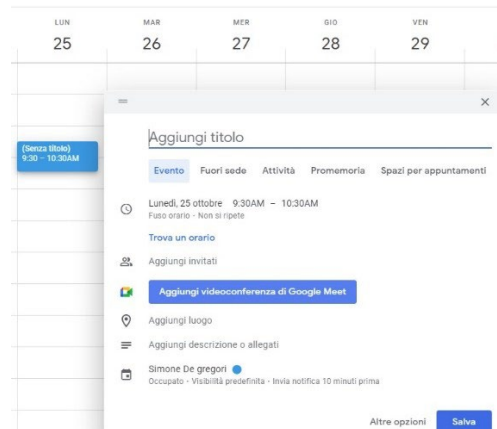 LUN MAR MER GIO VEN
25 26 27 28 29
(Senza titolo)
9:30 – 10:30AM
Aggiungi titolo
Evento Fuori sede Attività Promemoria Spazi per appuntamenti
Lunedì, 25 ottobre 9:30AM – 10:30AM
Fuso orario - Non si ripete
Trova un orario
Aggiungi invitati
Aggiungi videoconferenza di Google Meet
Aggiungi luogo
Aggiungi descrizione o allegati
Simone De gregori
Occupato - Visibilità predefinita - Invia notifica 10 minuti prima
Altre opzioni Salva